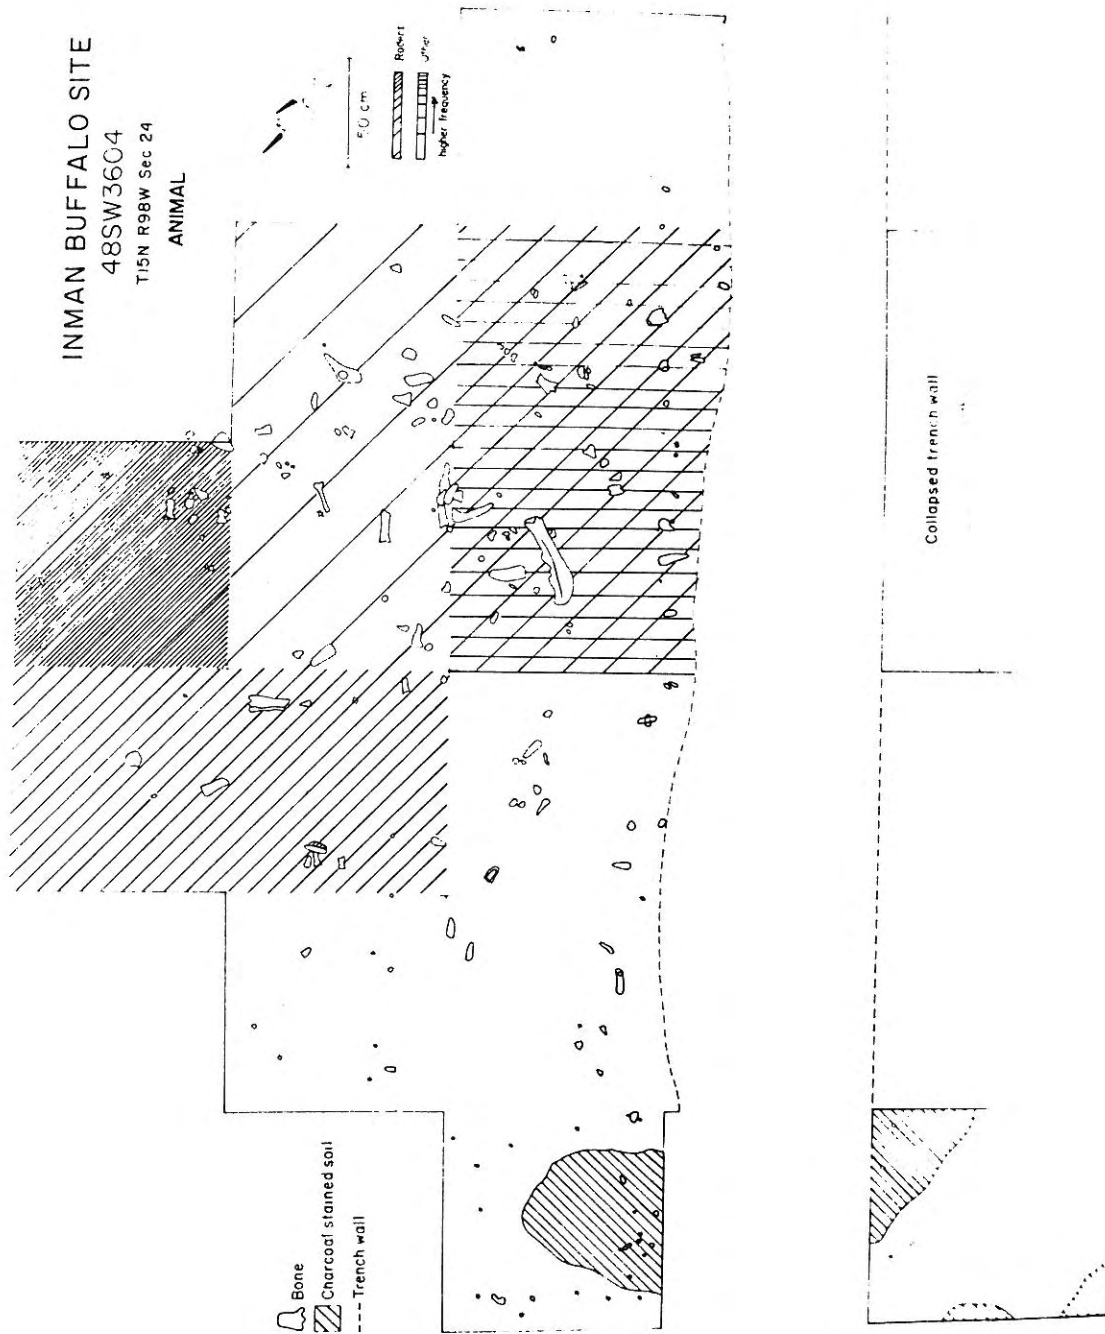 INMAN BUFFALO SITE
48SW3604
T15N R98W Sec 24
ANIMAL
50 cm
higher frequency
Collapsed trench wall
Bone
Charcoal stained soil
Trench wall